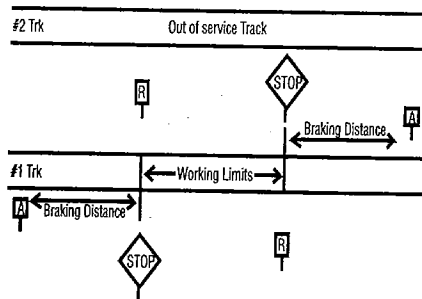 #2 Trk Out of service Track
R
STOP
A
Braking Distance
#1 Trk
Working Limits
A
Braking Distance
STOP
R